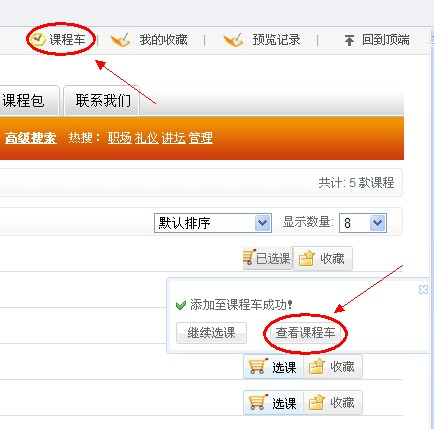 课程车 | 我的收藏 | 预览记录 | 回到顶端
课程包 联系我们
高级搜索 热搜： 职场 礼仪 讲坛 管理
共计: 5 款课程
默认排序 显示数量: 8
已选课 收藏
添加至课程车成功!
继续选课 查看课程车
选课 收藏
选课 收藏